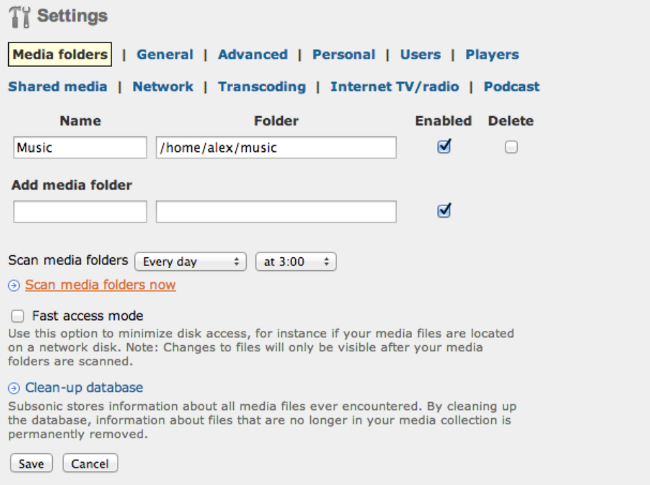 Settings
Media folders | General | Advanced | Personal | Users | Players
Shared media | Network | Transcoding | Internet TV/radio | Podcast
Name Folder Enabled Delete
Music /home/alex/music
Add media folder
Scan media folders Every day at 3:00
Scan media folders now
Fast access mode
Use this option to minimize disk access, for instance if your media files are located
on a network disk. Note: Changes to files will only be visible after your media
folders are scanned.
Clean-up database
Subsonic stores information about all media files ever encountered. By cleaning up
the database, information about files that are no longer in your media collection is
permanently removed.
Save Cancel